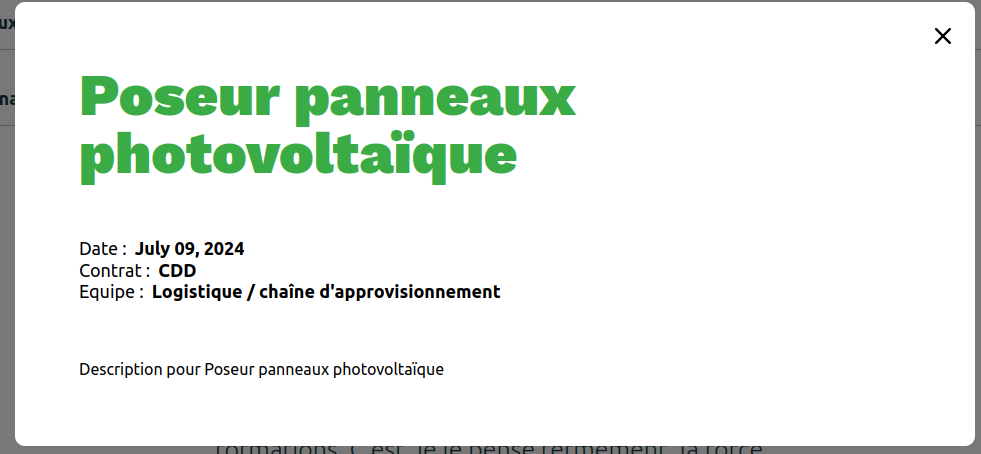 ux
na
Poseur panneaux
photovoltaïque
Date : July 09, 2024
Contrat : CDD
Equipe : Logistique / chaîne d'approvisionnement
Description pour Poseur panneaux photovoltaïque
formations. C'est, je le pense fermement, la force